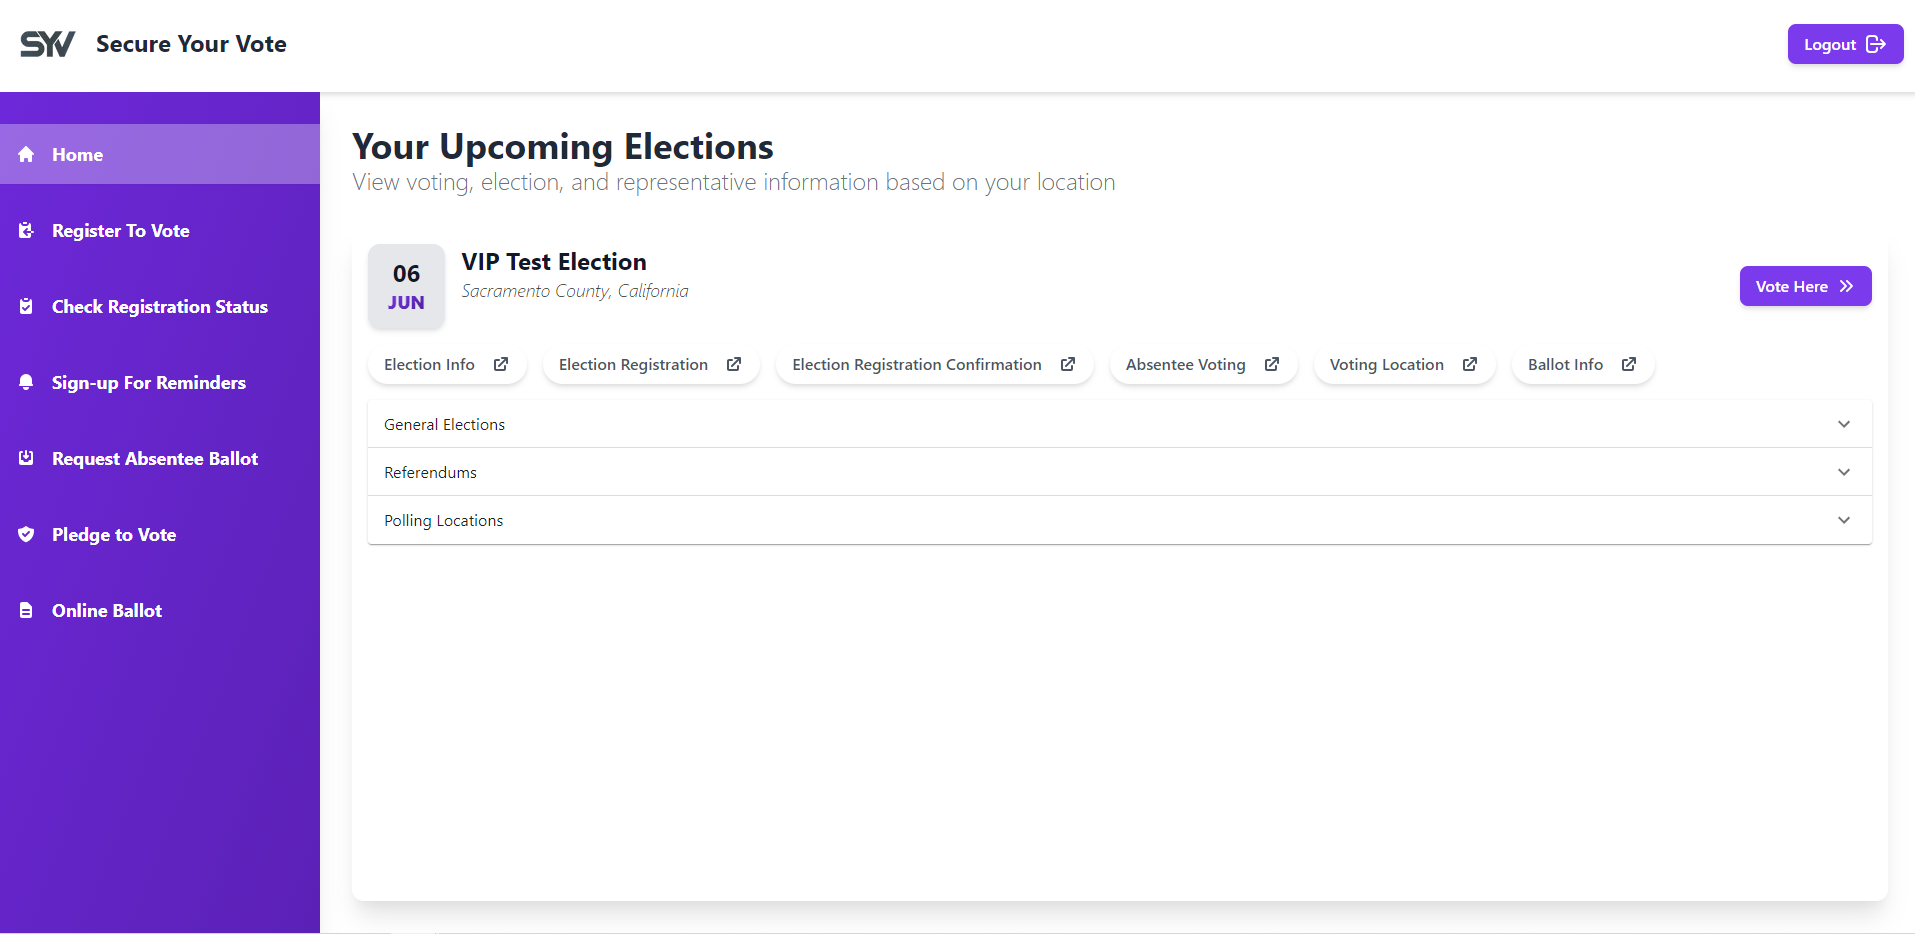 SYV Secure Your Vote
Logout
Home
Register To Vote
Check Registration Status
Sign-up For Reminders
Request Absentee Ballot
Pledge to Vote
Online Ballot
Your Upcoming Elections
View voting, election, and representative information based on your location
06
JUN
VIP Test Election
Sacramento County, California
Vote Here
Election Info
Election Registration
Election Registration Confirmation
Absentee Voting
Voting Location
Ballot Info
General Elections
Referendums
Polling Locations